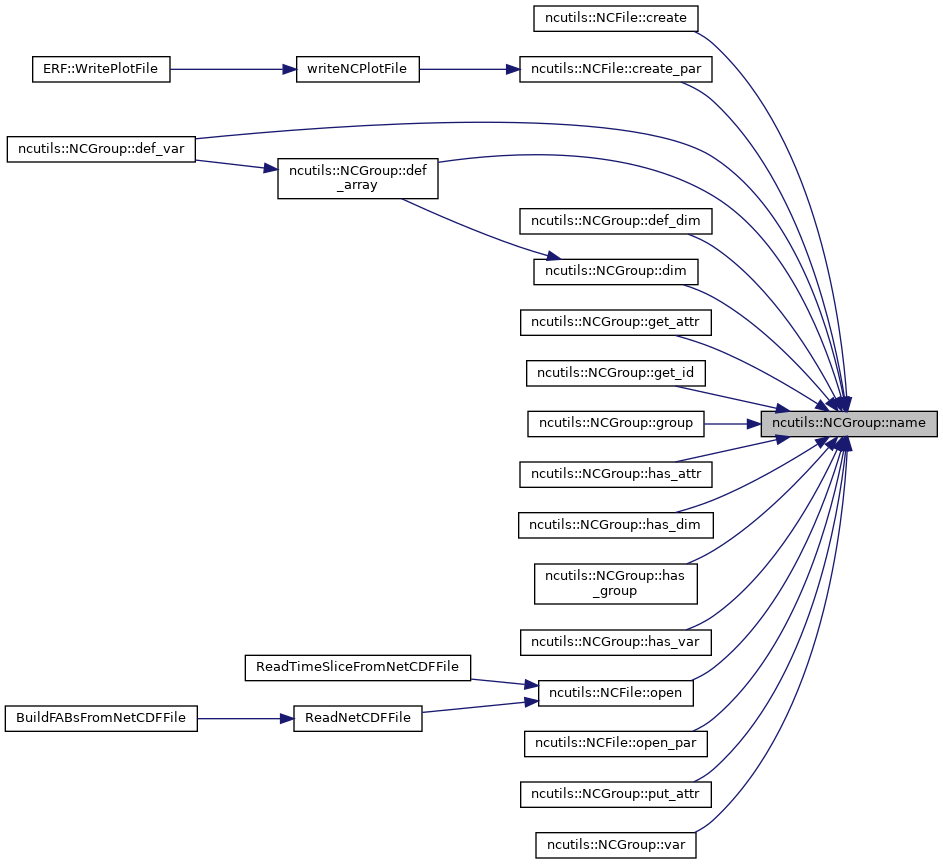 ncutils::NCFile::create
ERF::WritePlotFile
writeNCPlotFile
ncutils::NCFile::create_par
ncutils::NCGroup::def_var
ncutils::NCGroup::def
_array
ncutils::NCGroup::def_dim
ncutils::NCGroup::dim
ncutils::NCGroup::get_attr
ncutils::NCGroup::get_id
ncutils::NCGroup::group
ncutils::NCGroup::name
ncutils::NCGroup::has_attr
ncutils::NCGroup::has_dim
ncutils::NCGroup::has
_group
ncutils::NCGroup::has_var
ReadTimeSliceFromNetCDFFile
ncutils::NCFile::open
BuildFABsFromNetCDFFile
ReadNetCDFFile
ncutils::NCFile::open_par
ncutils::NCGroup::put_attr
ncutils::NCGroup::var